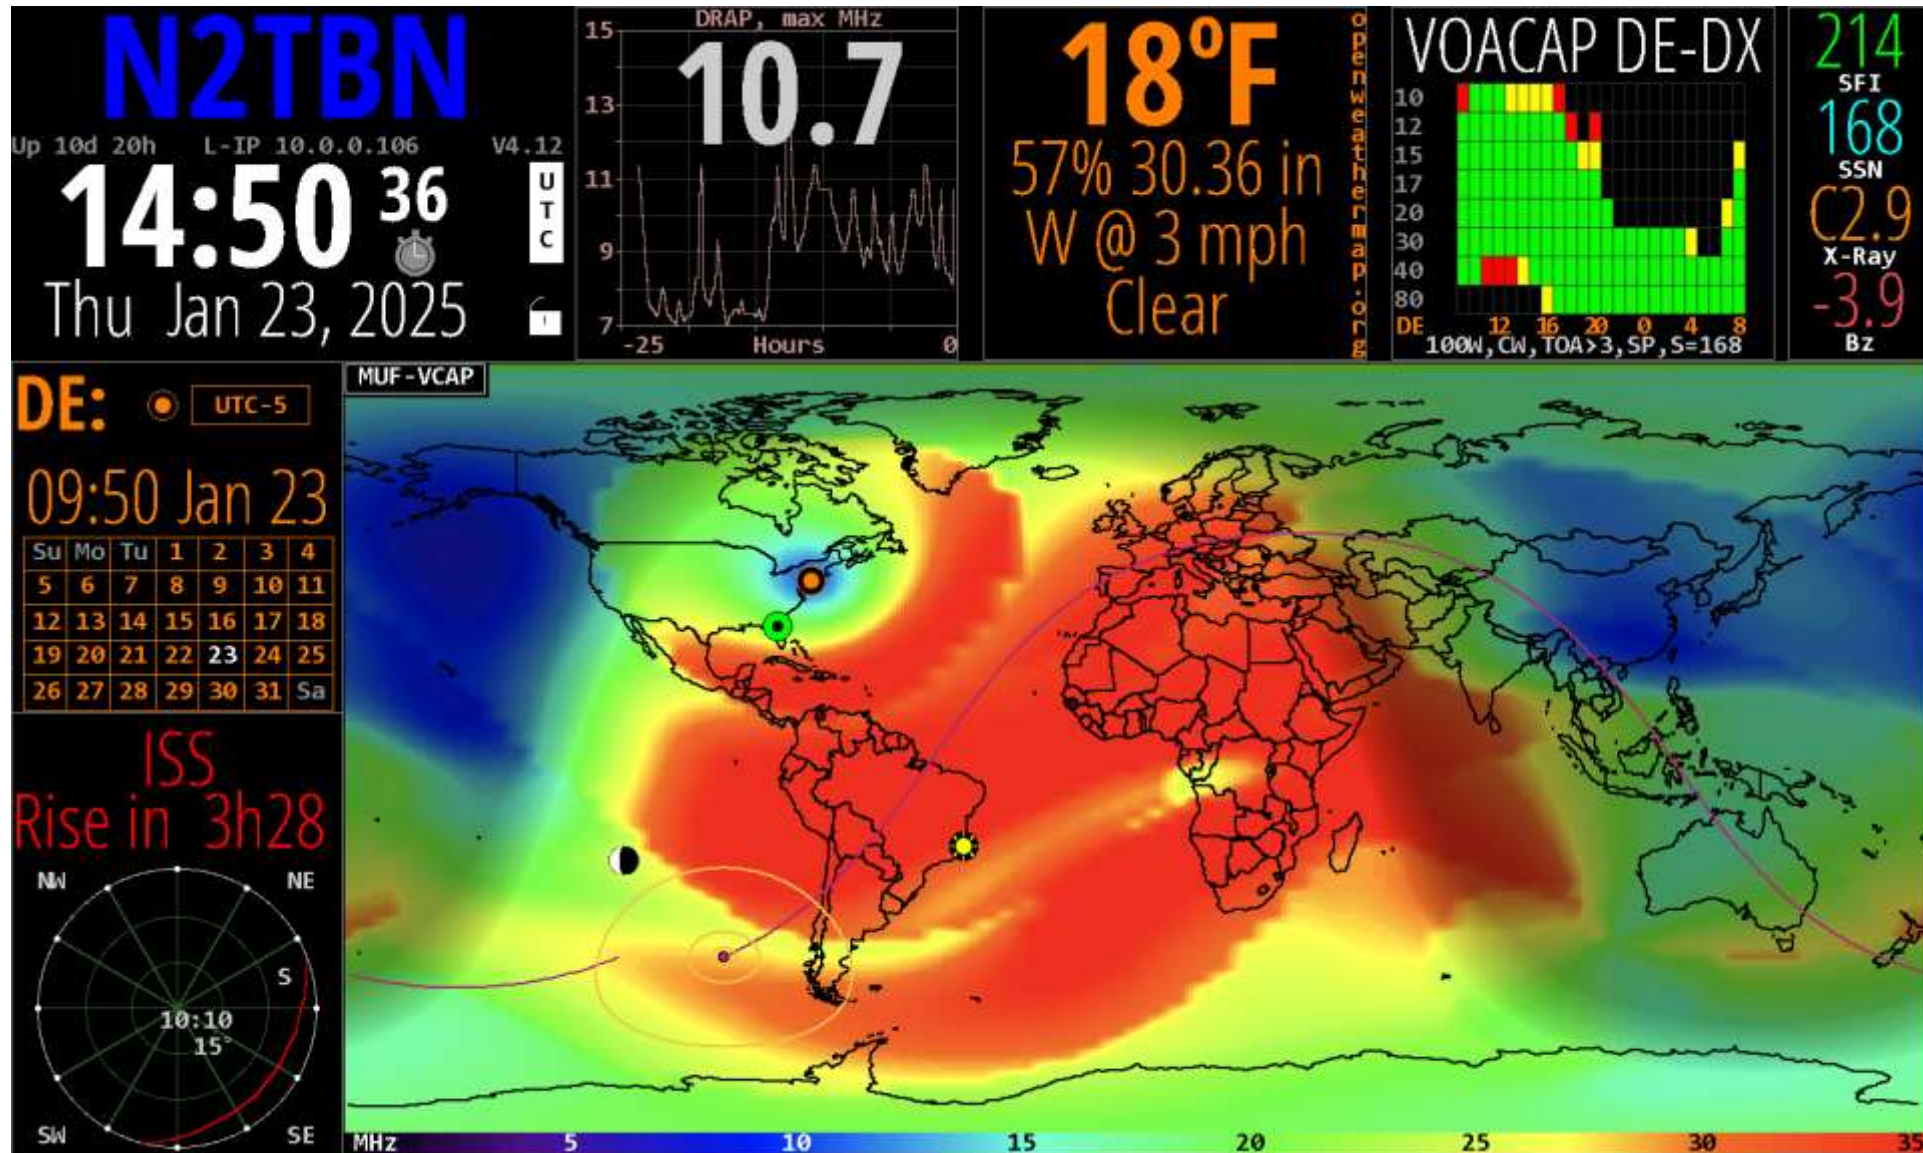 N2TBN
Up 10d 20h L-IP 10.0.0.106 V4.12
14:50 36
UTC
Thu Jan 23, 2025
DRAP, max MHz
10.7
15
13
11
9
7
-25 Hours 0
18°F
57% 30.36 in
W @ 3 mph
Clear
openweathermap.org
VOACAP DE-DX
10
12
15
17
20
30
40
80
DE 12 16 20 0 4 8
100W,CW,TOA>3,SP,S=168
214
SFI
168
SSN
C2.9
X-Ray
-3.9
Bz
DE: UTC-5
09:50 Jan 23
Su Mo Tu 1 2 3 4
5 6 7 8 9 10 11
12 13 14 15 16 17 18
19 20 21 22 23 24 25
26 27 28 29 30 31 Sa
ISS
Rise in 3h28
NW NE
S
10:10
15°
SW SE
MUF-VCAP
MHz 5 10 15 20 25 30 35